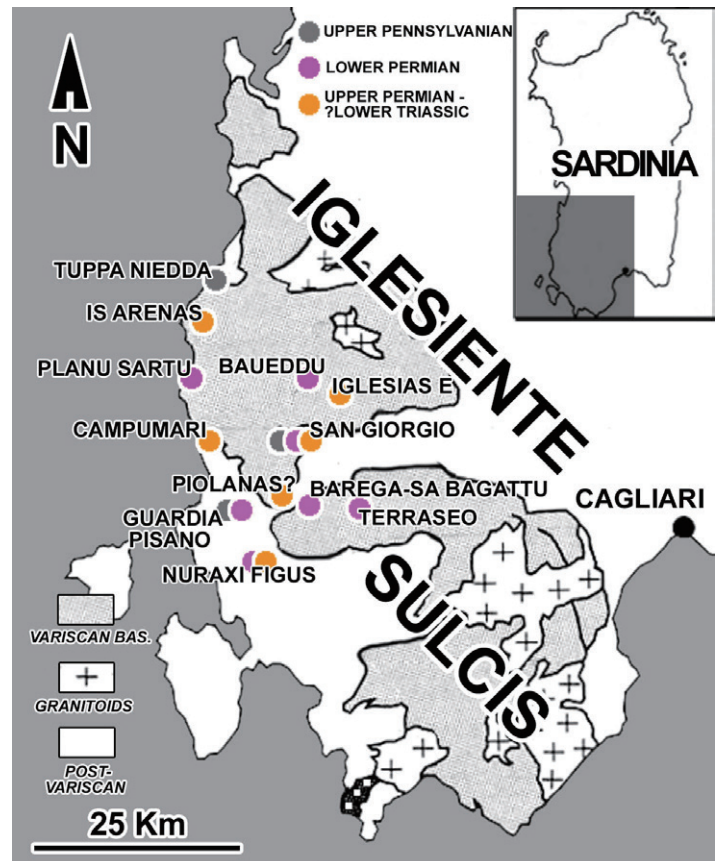 UPPER PENNSYLVANIAN
LOWER PERMIAN
UPPER PERMIAN -
?LOWER TRIASSIC
N
SARDINIA
IGLESIENTE
TUPPA NIEDDA
IS ARENAS
PLANU SARTU
BAUEDDU
IGLESIAS E
CAMPUMARI
SAN GIORGIO
PIOLANAS?
BAREGA-SA BAGATTU
CAGLIARI
GUARDIA
PISANO
TERRASEO
NURAXI FIGUS
SULCIS
VARISCAN BAS.
GRANITOIDS
POST-
VARISCAN
25 Km